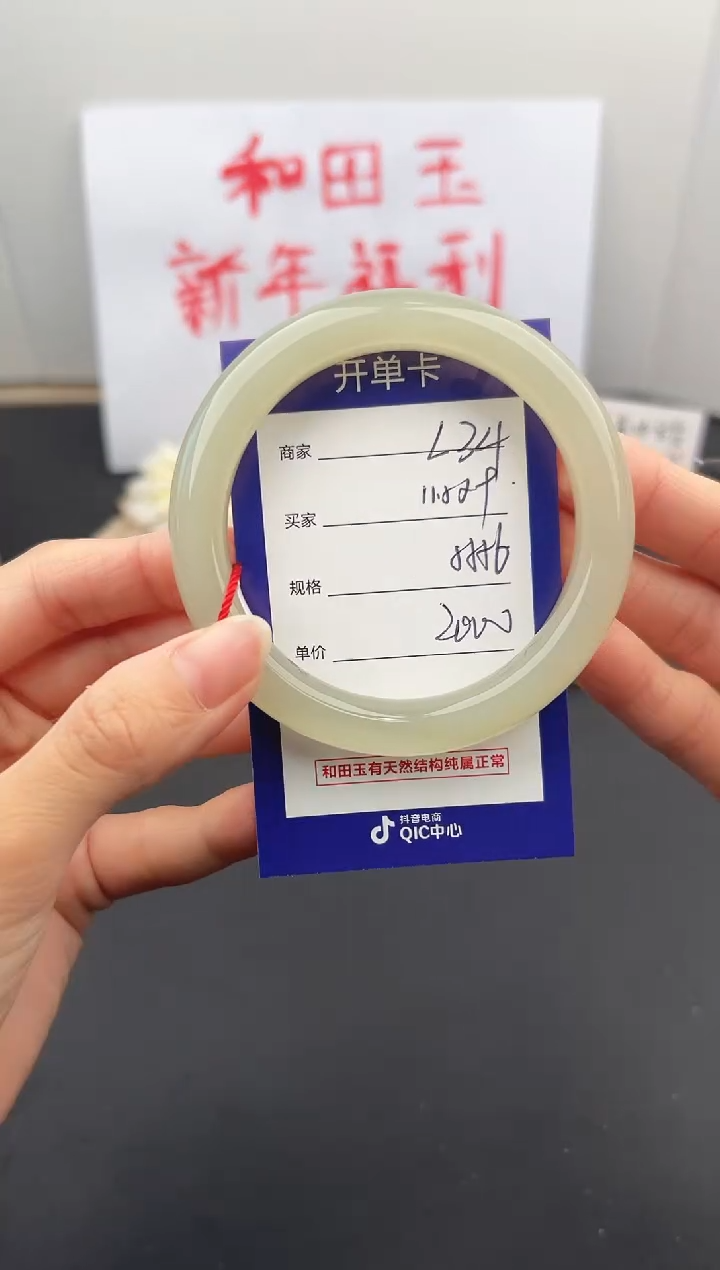 和田玉
新年福利
开单卡
商家 L34
买家
规格
单价 2000
和田玉有天然结构纯属正常
抖音电商
QIC中心